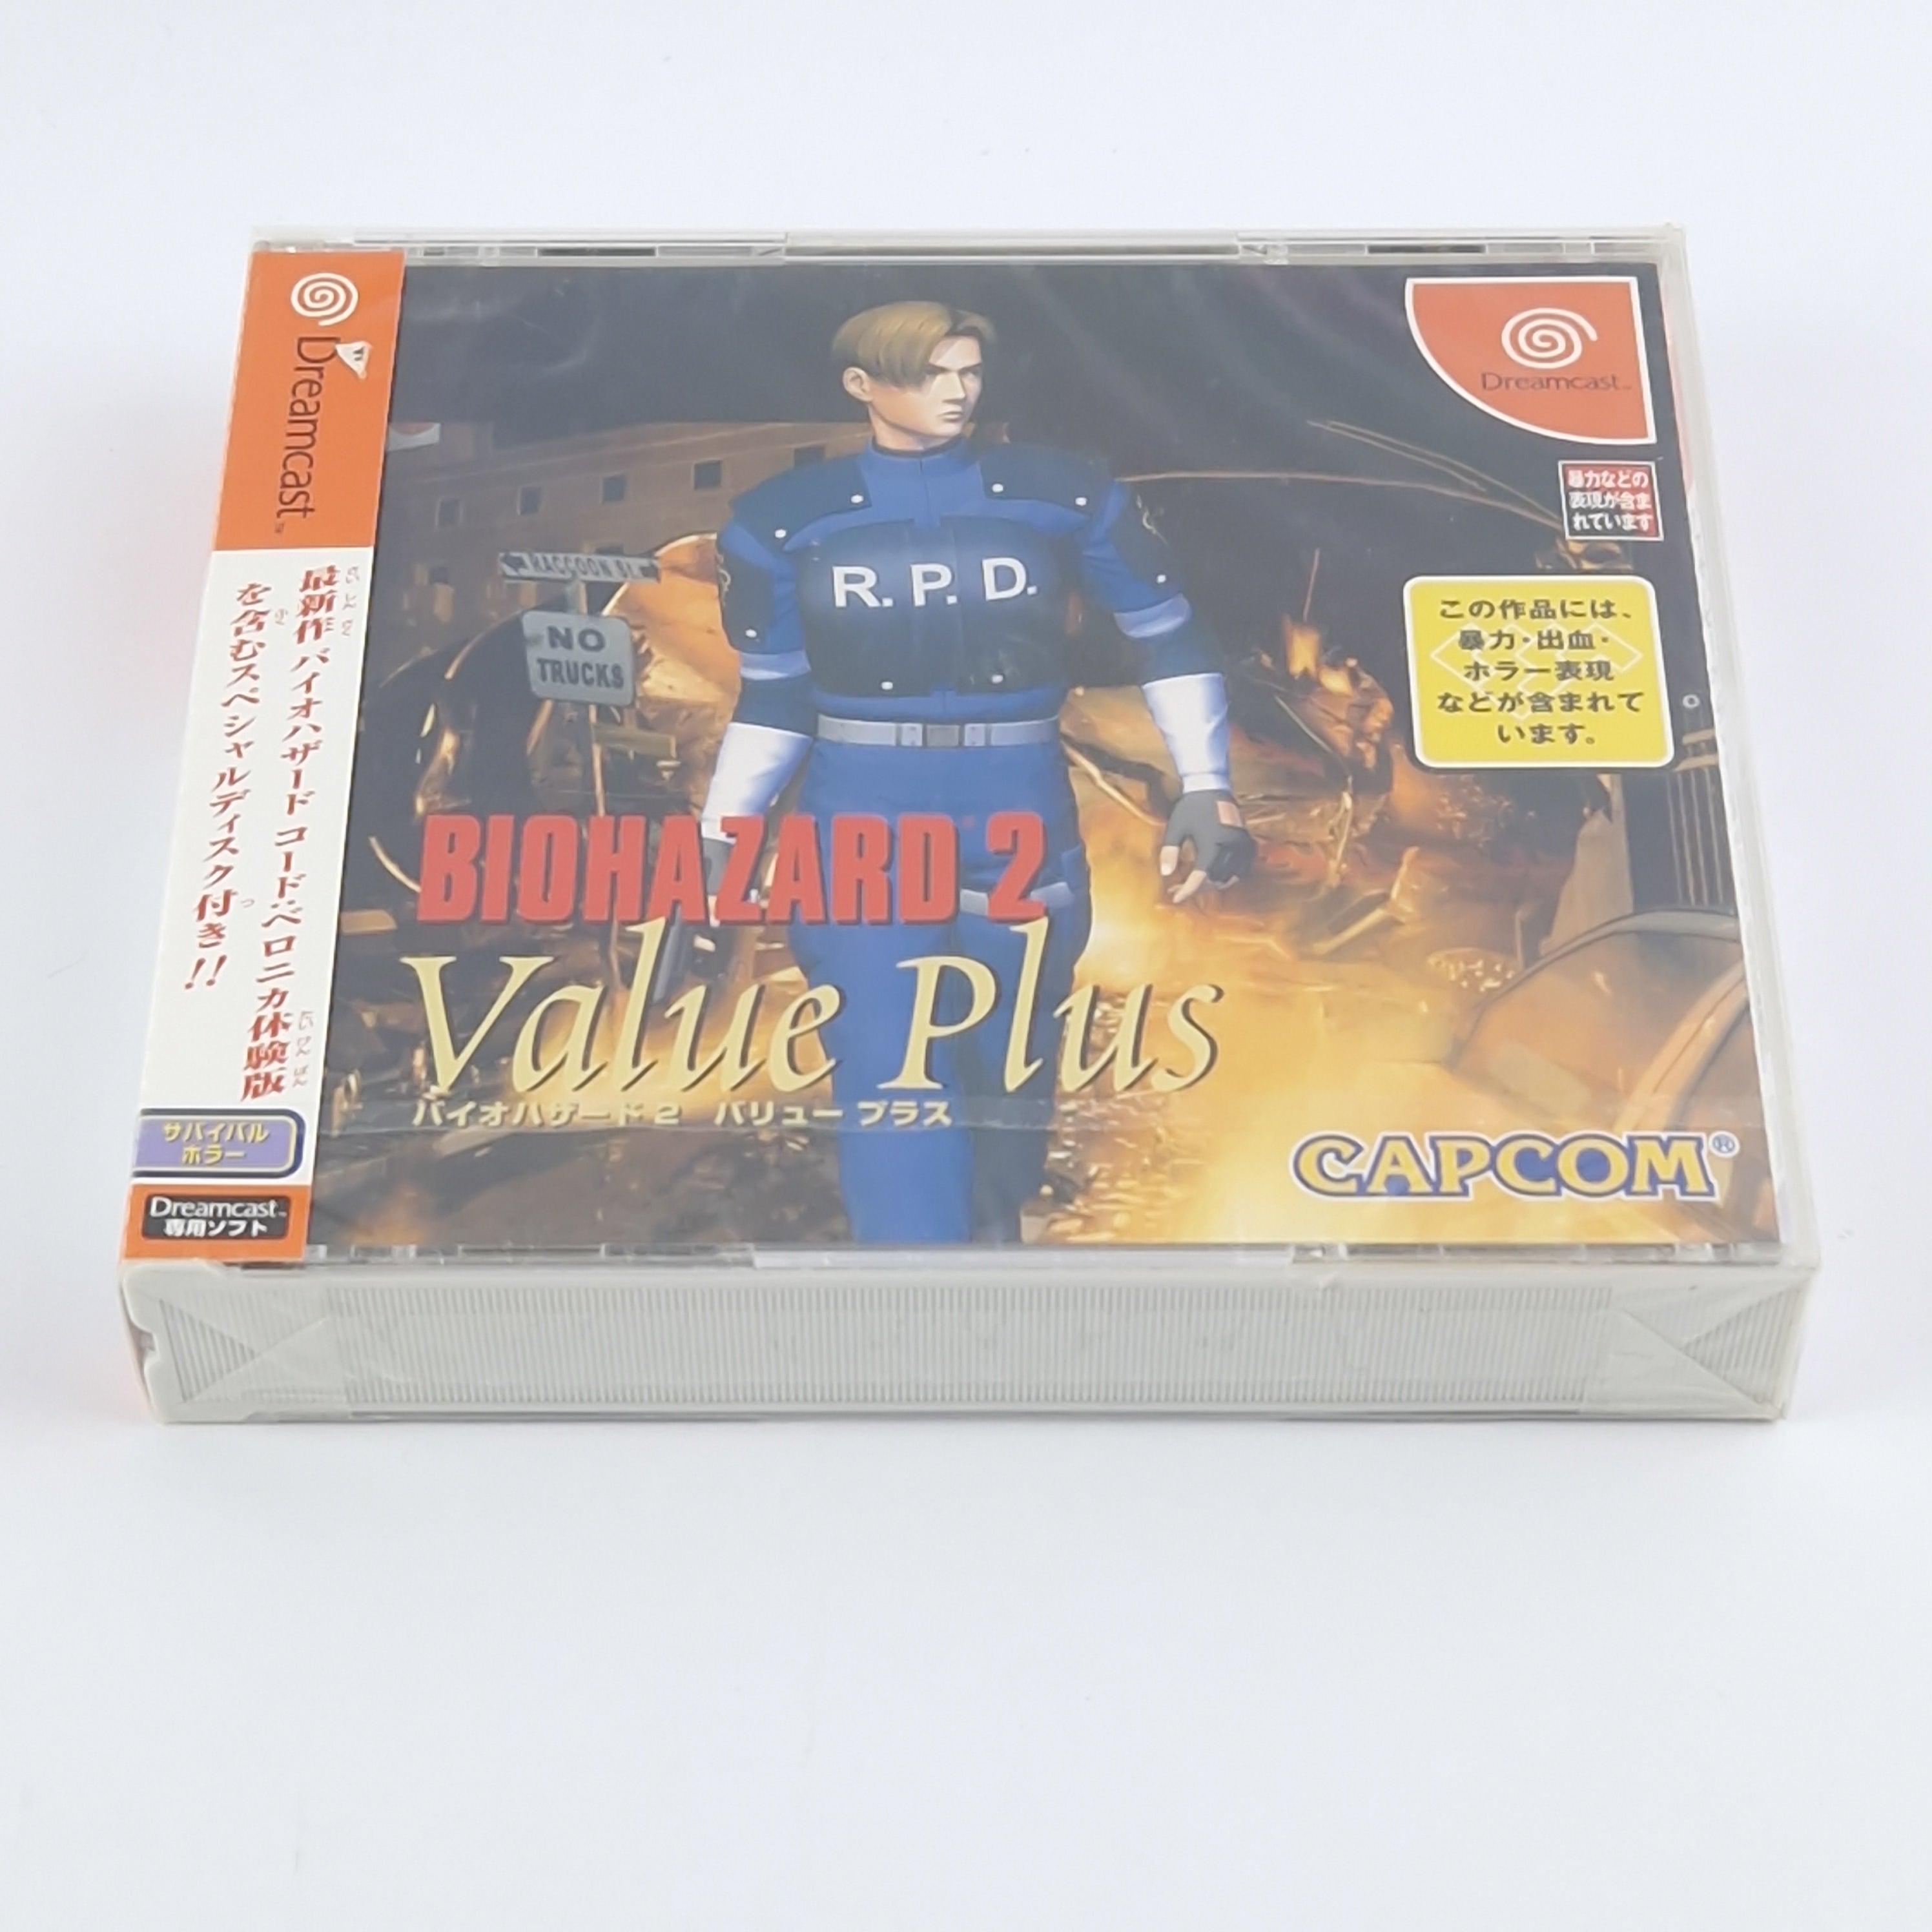 Dreamcast™
最新作 バイオハザード コード:ベロニカ体験版
を含むスペシャルディスク付き!!
サバイバル
ホラー
Dreamcast™
専用ソフト
Dreamcast™
暴力などの
表現が含ま
れています
この作品には、
暴力・出血・
ホラー表現
などが含まれて
います。
RACCOON St.
NO
TRUCKS
R.P.D.
BIOHAZARD® 2
Value Plus
バイオハザード 2 バリュー プラス
CAPCOM®